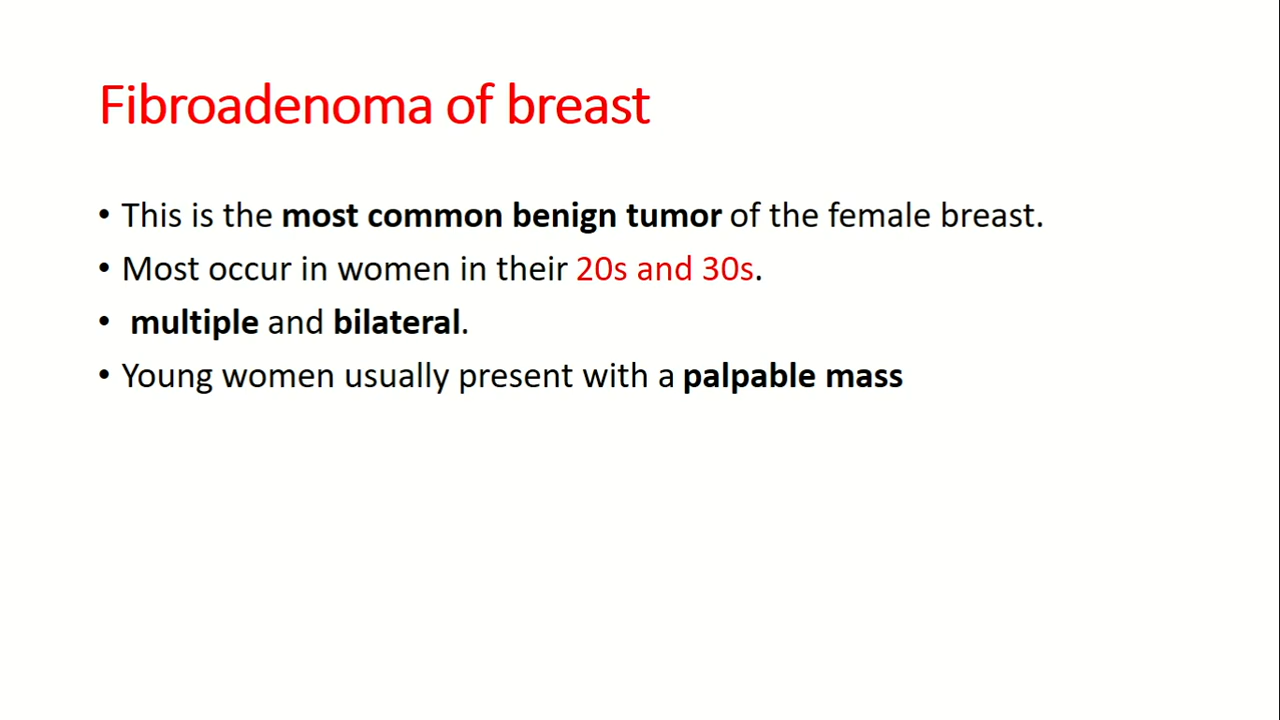 Fibroadenoma of breast
• This is the most common benign tumor of the female breast.
• Most occur in women in their 20s and 30s.
• multiple and bilateral.
• Young women usually present with a palpable mass